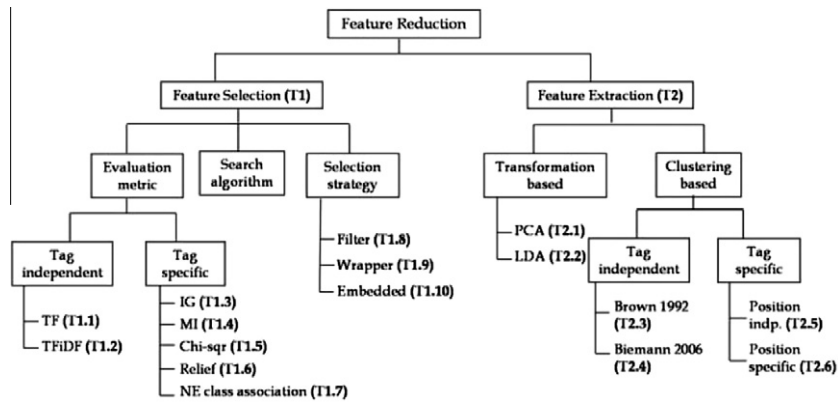 Feature Reduction
Feature Selection (T1)
Feature Extraction (T2)
Evaluation
metric
Search
algorithm
Selection
strategy
Transformation
based
Clustering
based
Tag
independent
Tag
specific
Filter (T1.8)
Wrapper (T1.9)
Embedded (T1.10)
PCA (T2.1)
LDA (T2.2)
Tag
independent
Tag
specific
TF (T1.1)
TFiDF (T1.2)
IG (T1.3)
MI (T1.4)
Chi-sqr (T1.5)
Relief (T1.6)
NE class association (T1.7)
Brown 1992
(T2.3)
Biemann 2006
(T2.4)
Position
indp. (T2.5)
Position
specific (T2.6)